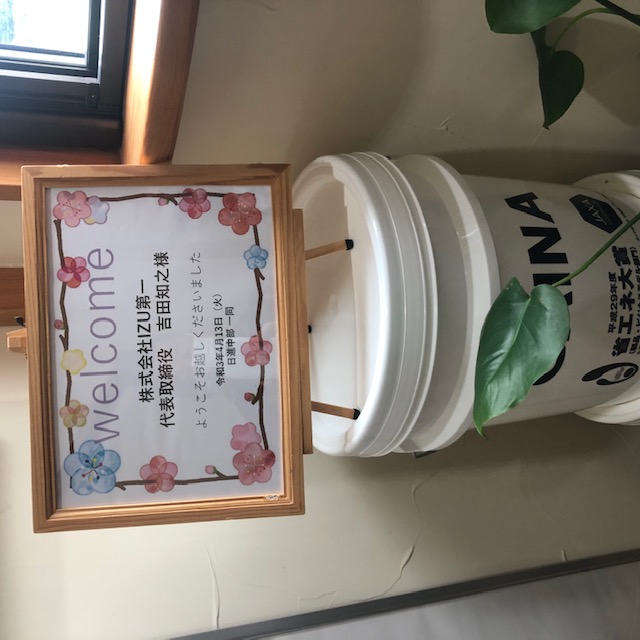 welcome
株式会社IZU第一
代表取締役　吉田知之様
ようこそお越しくださいました
令和3年4月13日（火）
日進中部一同
GAINA
平成29年度
省エネ大賞